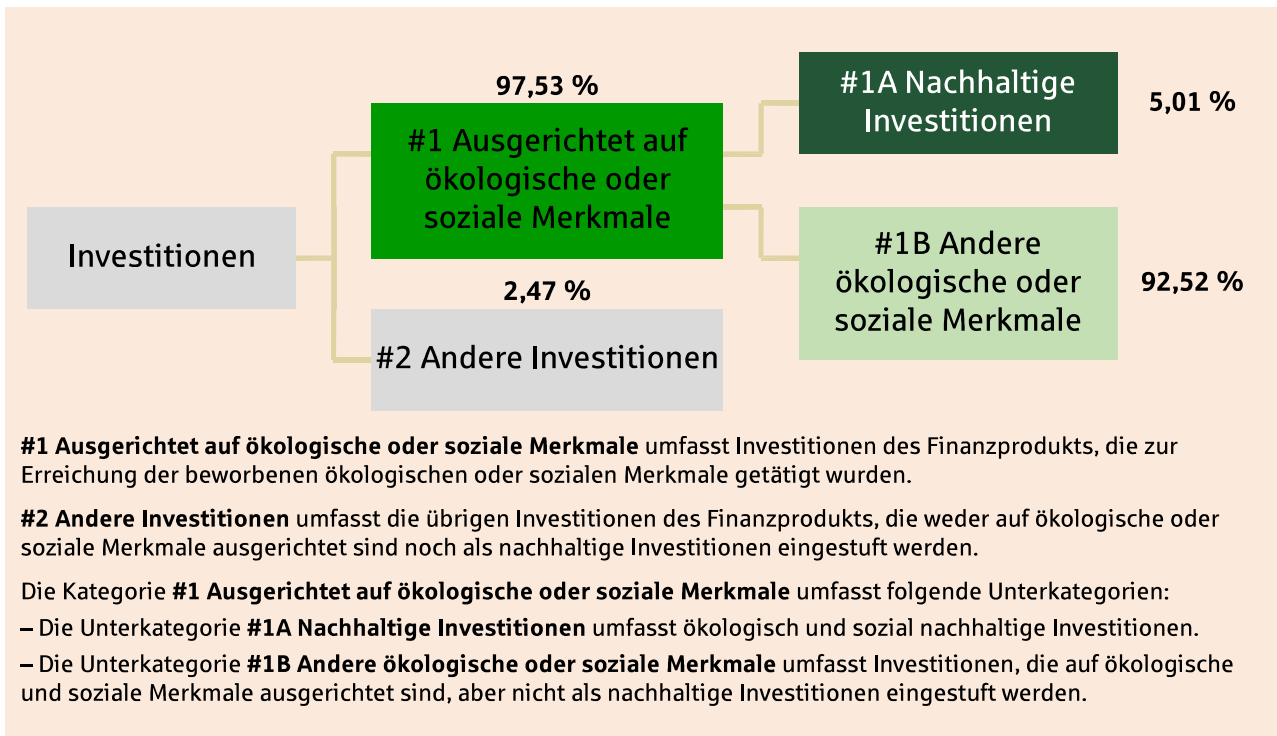 97,53 %
#1 Ausgerichtet auf
ökologische oder
soziale Merkmale
#1A Nachhaltige
Investitionen
5,01 %
Investitionen
#1B Andere
ökologische oder
soziale Merkmale
92,52 %
2,47 %
#2 Andere Investitionen
#1 Ausgerichtet auf ökologische oder soziale Merkmale umfasst Investitionen des Finanzprodukts, die zur
Erreichung der beworbenen ökologischen oder sozialen Merkmale getätigt wurden.
#2 Andere Investitionen umfasst die übrigen Investitionen des Finanzprodukts, die weder auf ökologische oder
soziale Merkmale ausgerichtet sind noch als nachhaltige Investitionen eingestuft werden.
Die Kategorie #1 Ausgerichtet auf ökologische oder soziale Merkmale umfasst folgende Unterkategorien:
– Die Unterkategorie #1A Nachhaltige Investitionen umfasst ökologisch und sozial nachhaltige Investitionen.
– Die Unterkategorie #1B Andere ökologische oder soziale Merkmale umfasst Investitionen, die auf ökologische
und soziale Merkmale ausgerichtet sind, aber nicht als nachhaltige Investitionen eingestuft werden.